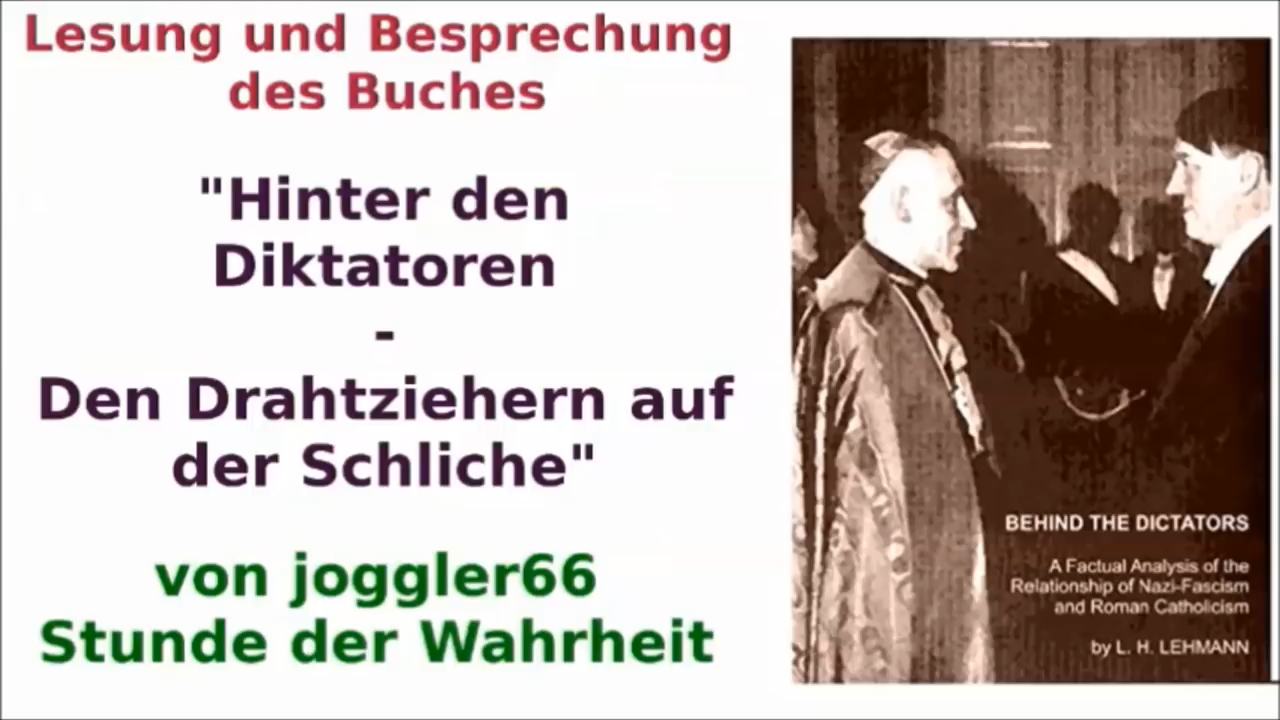 Lesung und Besprechung
des Buches
"Hinter den
Diktatoren
-
Den Drahtziehern auf
der Schliche"
von joggler66
Stunde der Wahrheit
BEHIND THE DICTATORS
A Factual Analysis of the
Relationship of Nazi-Fascism
and Roman Catholicism
by L. H. LEHMANN